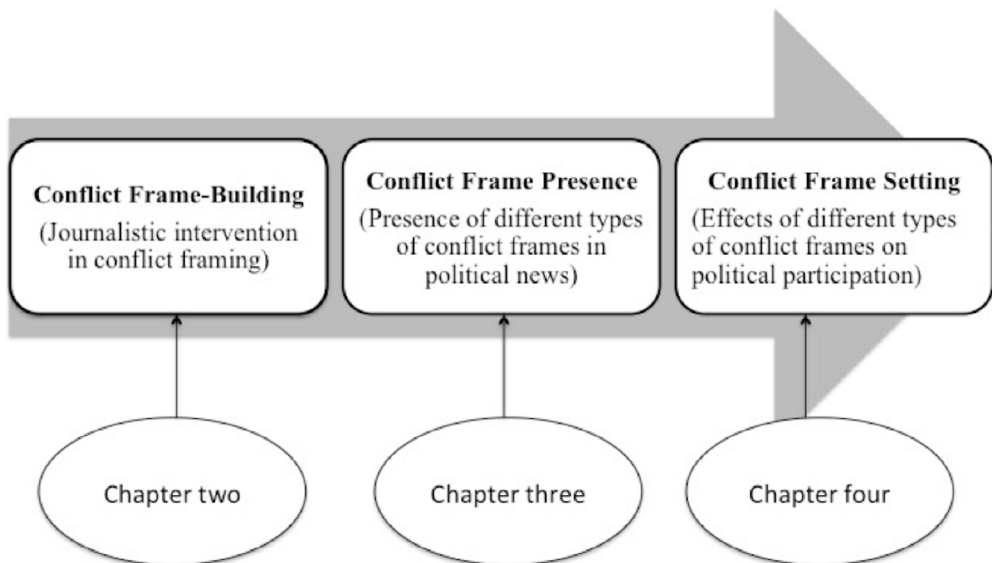 Conflict Frame-Building
(Journalistic intervention
in conflict framing)
Conflict Frame Presence
(Presence of different types
of conflict frames in
political news)
Conflict Frame Setting
(Effects of different types
of conflict frames on
political participation)
Chapter two
Chapter three
Chapter four